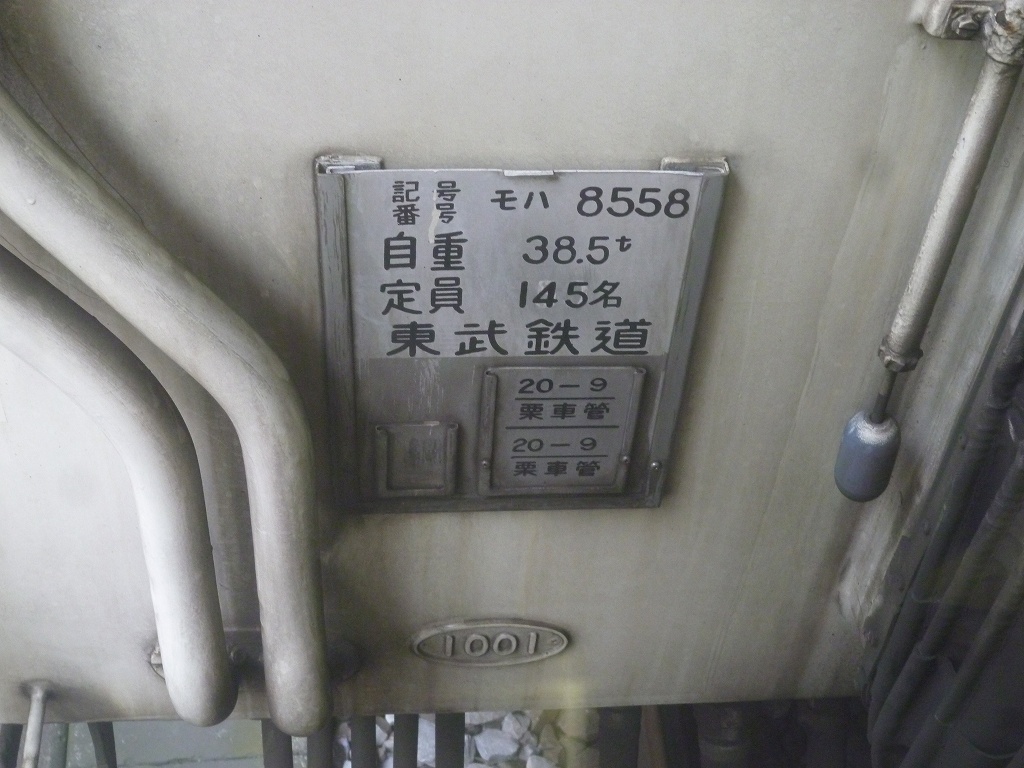 記号 モハ 8558
番号
自重 38.5t
定員 145名
東武鉄道
20-9
栗車管
20-9
栗車管
1001